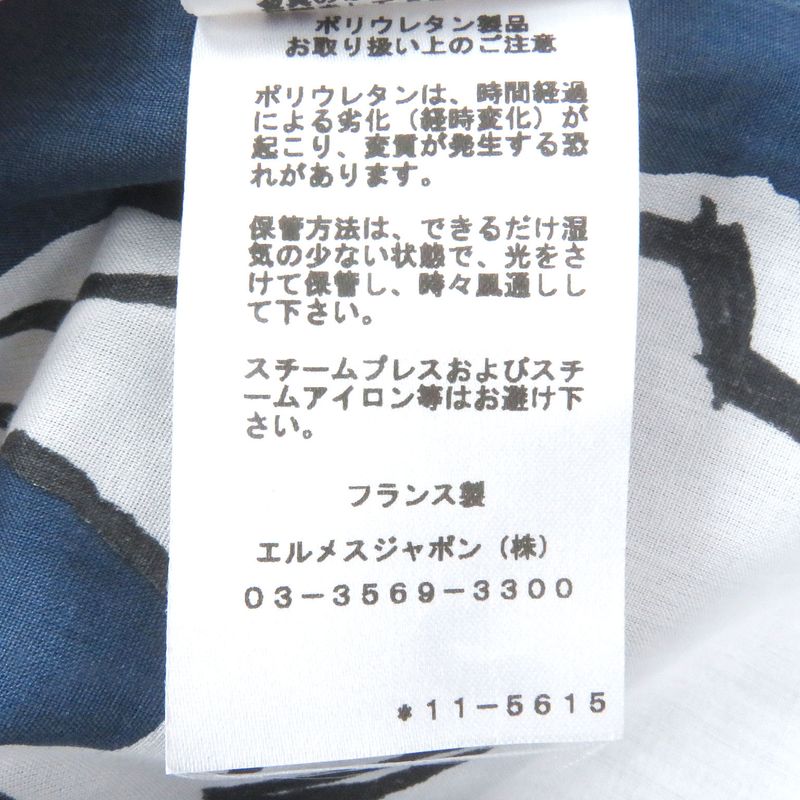 ポリウレタン製品
お取り扱い上のご注意
ポリウレタンは、時間経過
による劣化（経時変化）が
起こり、変質が発生する恐
れがあります。
保管方法は、できるだけ湿
気の少ない状態で、光をさ
けて保管し、時々風通しし
て下さい。
スチームプレスおよびスチ
ームアイロン等はお避け下
さい。
フランス製
エルメスジャポン（株）
03-3569-3300
*11-5615